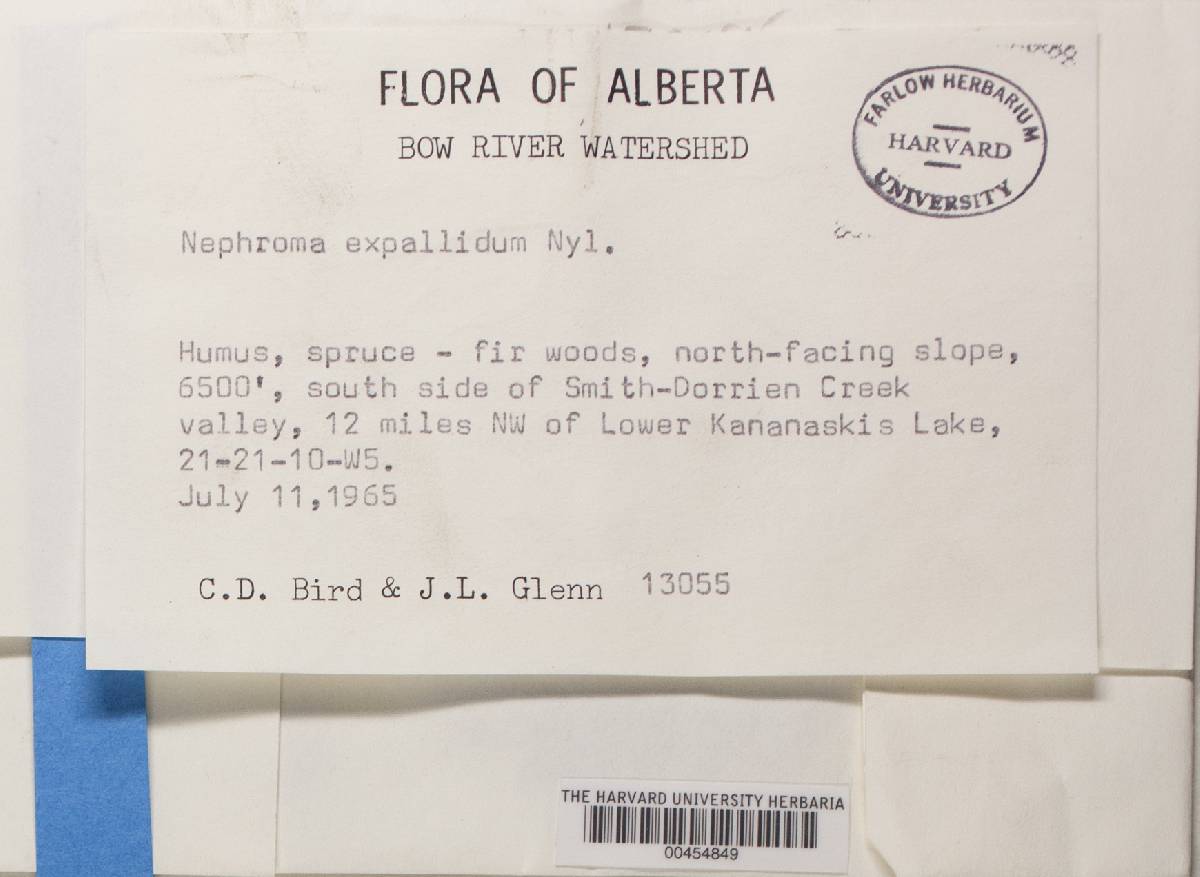 FLORA OF ALBERTA
BOW RIVER WATERSHED
FARLOW HERBARIUM
HARVARD
UNIVERSITY
Nephroma expallidum Nyl.
Humus, spruce - fir woods, north-facing slope,
6500', south side of Smith-Dorrien Creek
valley, 12 miles NW of Lower Kananaskis Lake,
21-21-10-W5.
July 11,1965
C.D. Bird & J.L. Glenn 13055
THE HARVARD UNIVERSITY HERBARIA
00454849